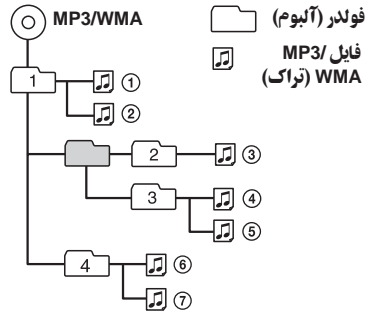 MP3/WMA
فولدر (آلبوم)
فایل MP3/
WMA (تراک)
1
①
②
2
③
3
④
⑤
4
⑥
⑦